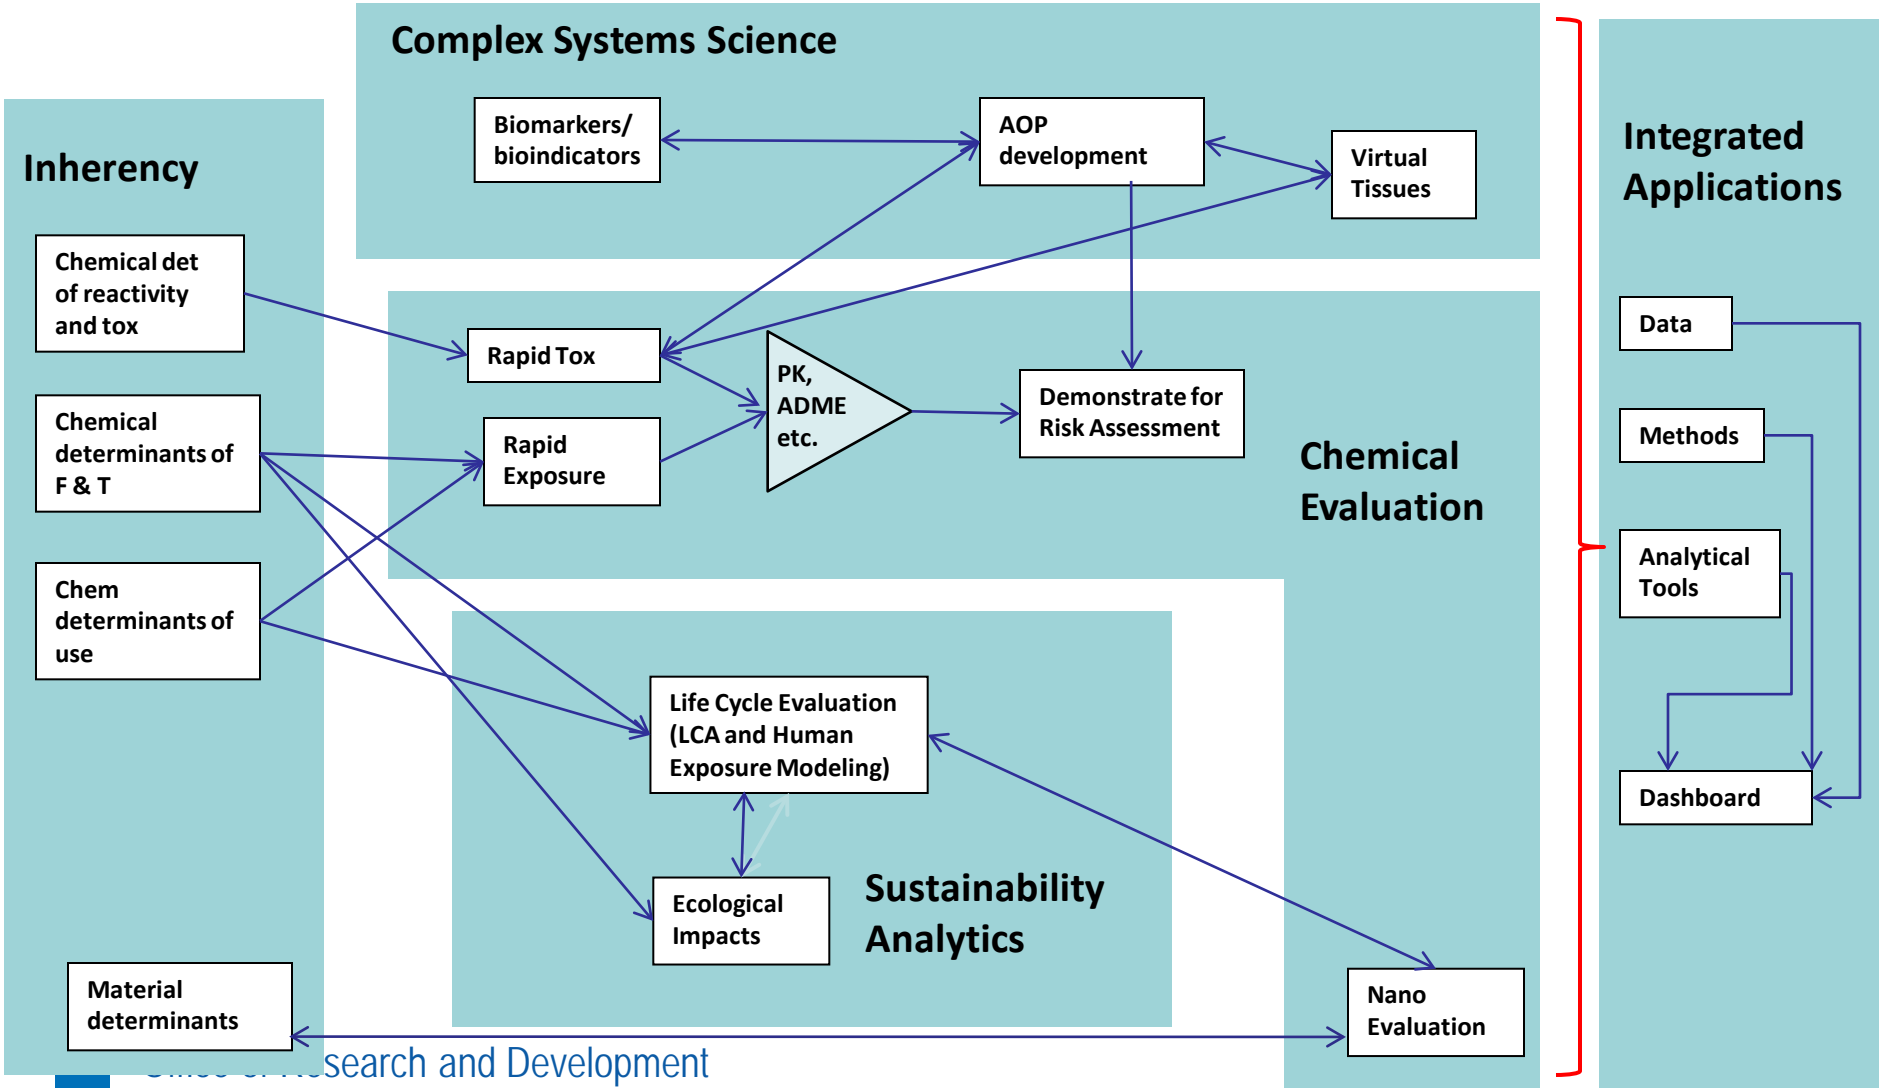 Complex Systems Science
Biomarkers/
bioindicators
AOP
development
Virtual
Tissues
Inherency
Chemical det
of reactivity
and tox
Chemical
determinants of
F & T
Chem
determinants of
use
Material
determinants
Rapid Tox
Rapid
Exposure
PK,
ADME
etc.
Demonstrate for
Risk Assessment
Chemical
Evaluation
Life Cycle Evaluation
(LCA and Human
Exposure Modeling)
Ecological
Impacts
Sustainability
Analytics
Nano
Evaluation
Integrated
Applications
Data
Methods
Analytical
Tools
Dashboard
Office of Research and Development